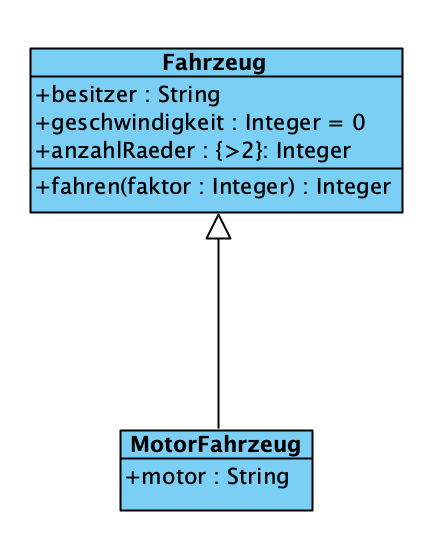 Fahrzeug
+besitzer : String
+geschwindigkeit : Integer = 0
+anzahlRaeder : {>2}: Integer
+fahren(faktor : Integer) : Integer
MotorFahrzeug
+motor : String